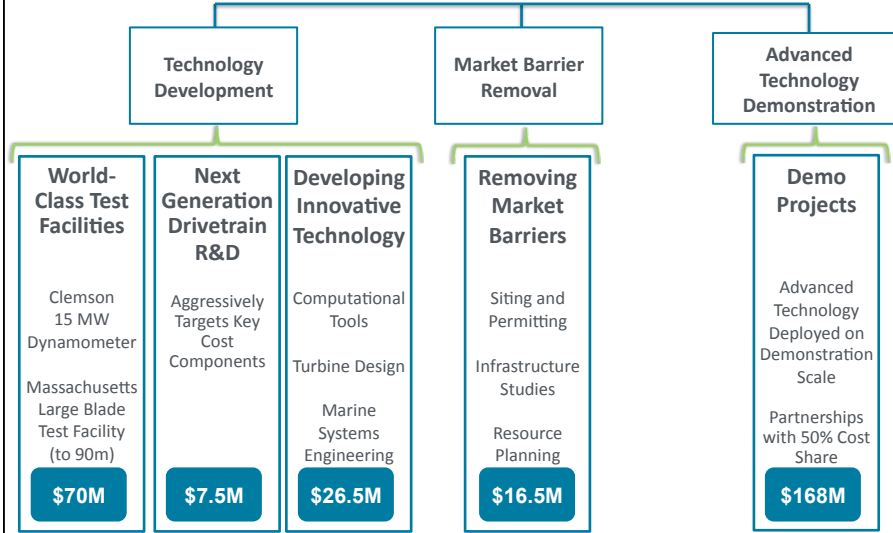 Technology
Development
Market Barrier
Removal
Advanced
Technology
Demonstration
World-
Class Test
Facilities
Clemson
15 MW
Dynamometer
Massachusetts
Large Blade
Test Facility
(to 90m)
$70M
Next
Generation
Drivetrain
R&D
Aggressively
Targets Key
Cost
Components
$7.5M
Developing
Innovative
Technology
Computational
Tools
Turbine Design
Marine
Systems
Engineering
$26.5M
Removing
Market
Barriers
Siting and
Permitting
Infrastructure
Studies
Resource
Planning
$16.5M
Demo
Projects
Advanced
Technology
Deployed on
Demonstration
Scale
Partnerships
with 50% Cost
Share
$168M